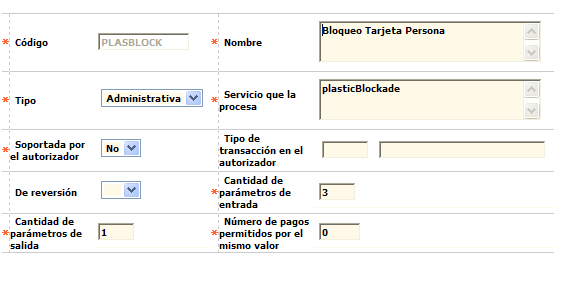 * Código PLASBLOCK * Nombre Bloqueo Tarjeta Persona
* Tipo Administrativa * Servicio que la
procesa plasticBlockade
* Soportada por
el autorizador No Tipo de
transacción en el
autorizador
De reversión * Cantidad de
parámetros de
entrada 3
* Cantidad de
parámetros de
salida 1 * Número de pagos
permitidos por el
mismo valor 0